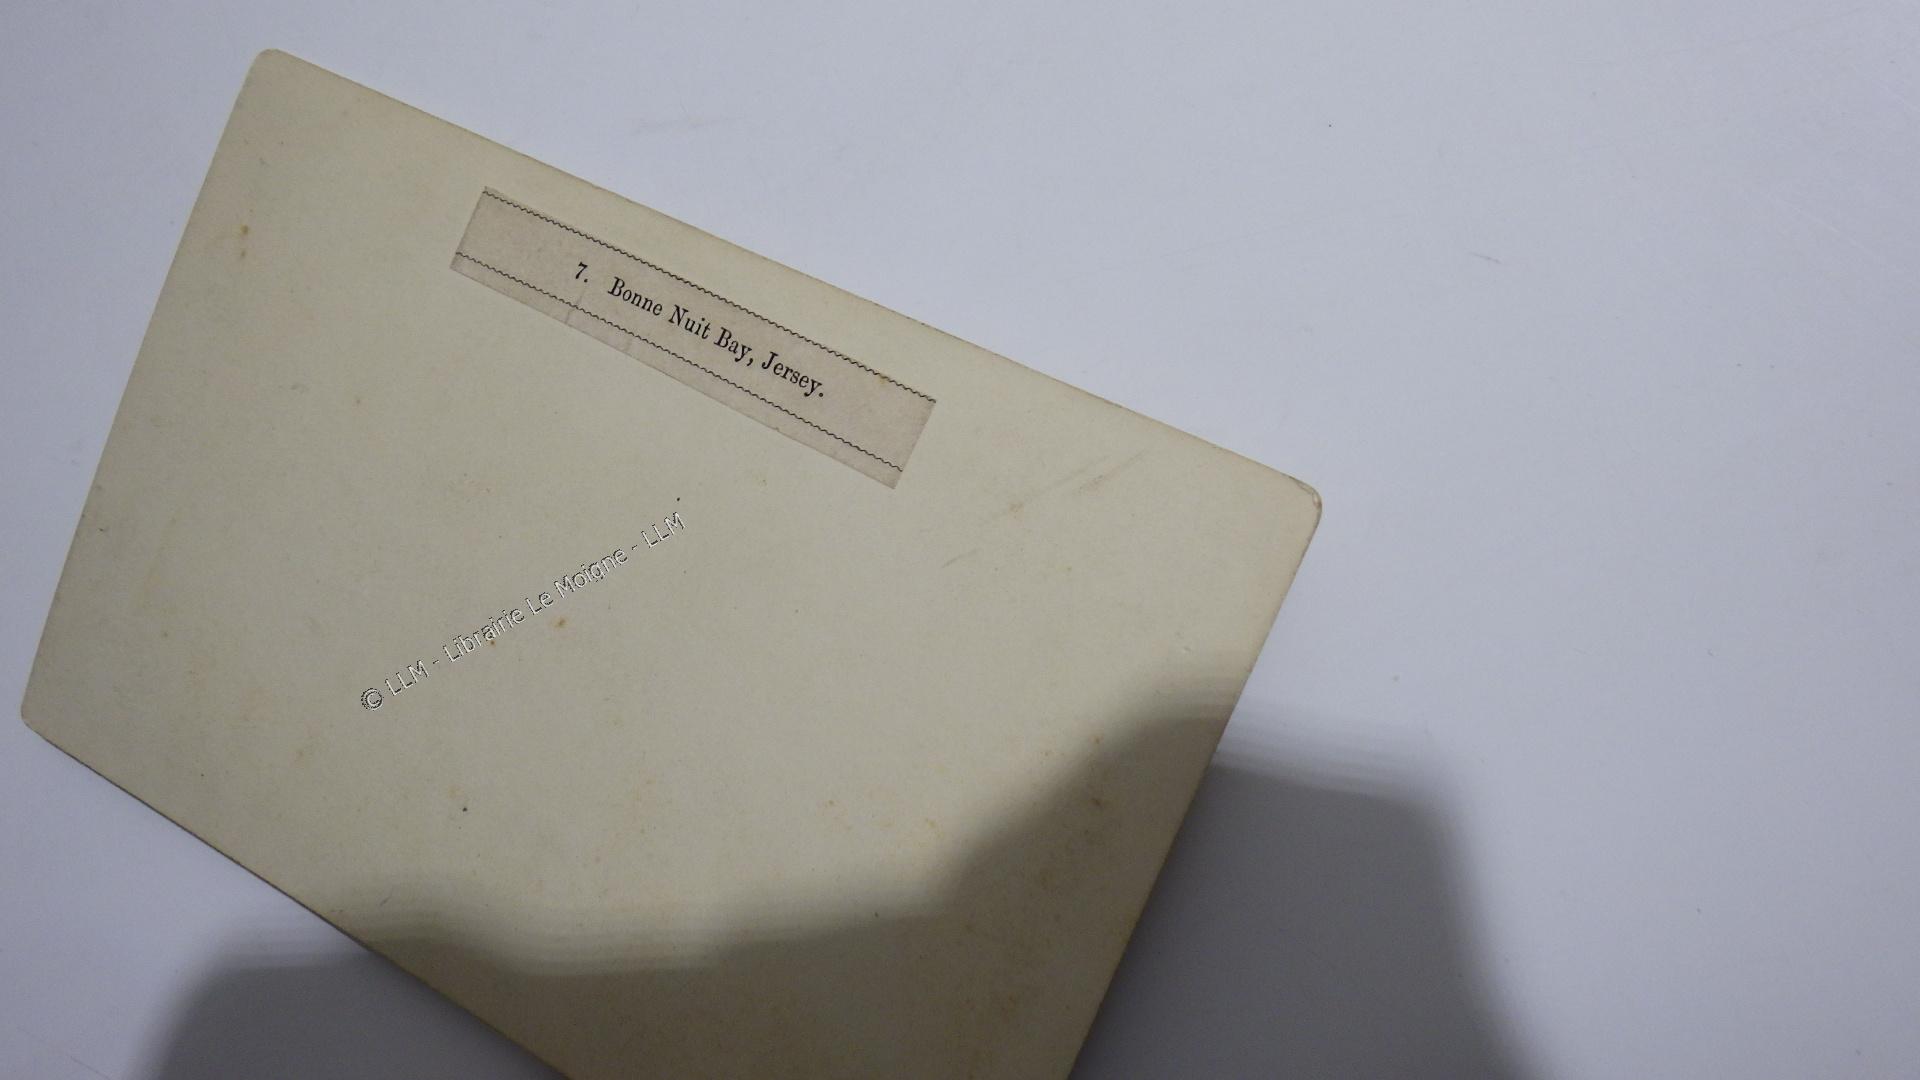 7. Bonne Nuit Bay, Jersey.
© LLM - Librairie Le Moigne - LLM